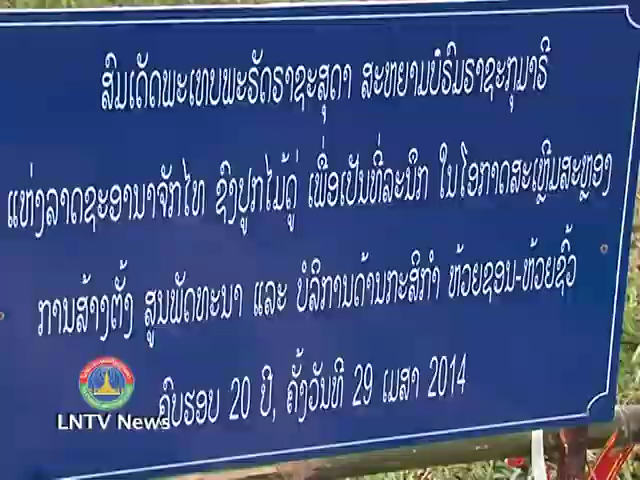 ສົມເດັດພະເທບພະຣັດຣາຊະສຸດາ ສະຫຍາມບໍຣົມຣາຊະກຸມາຣີ
ແຫ່ງລາດຊະອານາຈັກໄທ ຊົງປູກໄມ້ດູ່ ເພື່ອເປັນທີ່ລະນຶກ ໃນໂອກາດສະເຫຼີມສະຫຼອງ
ການສ້າງຕັ້ງ ສູນພັດທະນາ ແລະ ບໍລິການດ້ານກະສິກຳ ຫ້ວຍຊອນ-ຫ້ວຍຊົ້ວ
ຄົບຮອບ 20 ປີ, ຄັ້ງວັນທີ 29 ເມສາ 2014
LNTV News